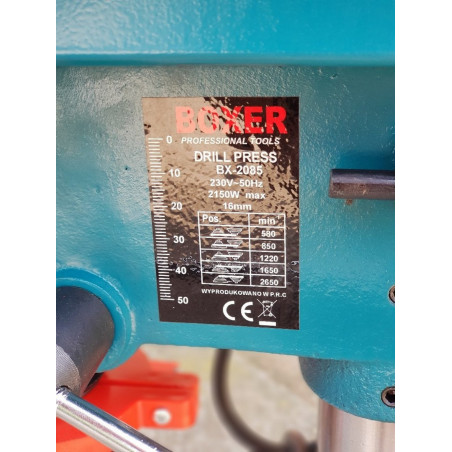 BOXER
PROFESSIONAL TOOLS
DRILL PRESS
BX-2085
230V~50Hz
2150W max
16mm
Pos. min
580
850
1220
1650
2650
WYPRODUKOWANO W P.R.C
CE
0
10
20
30
40
50